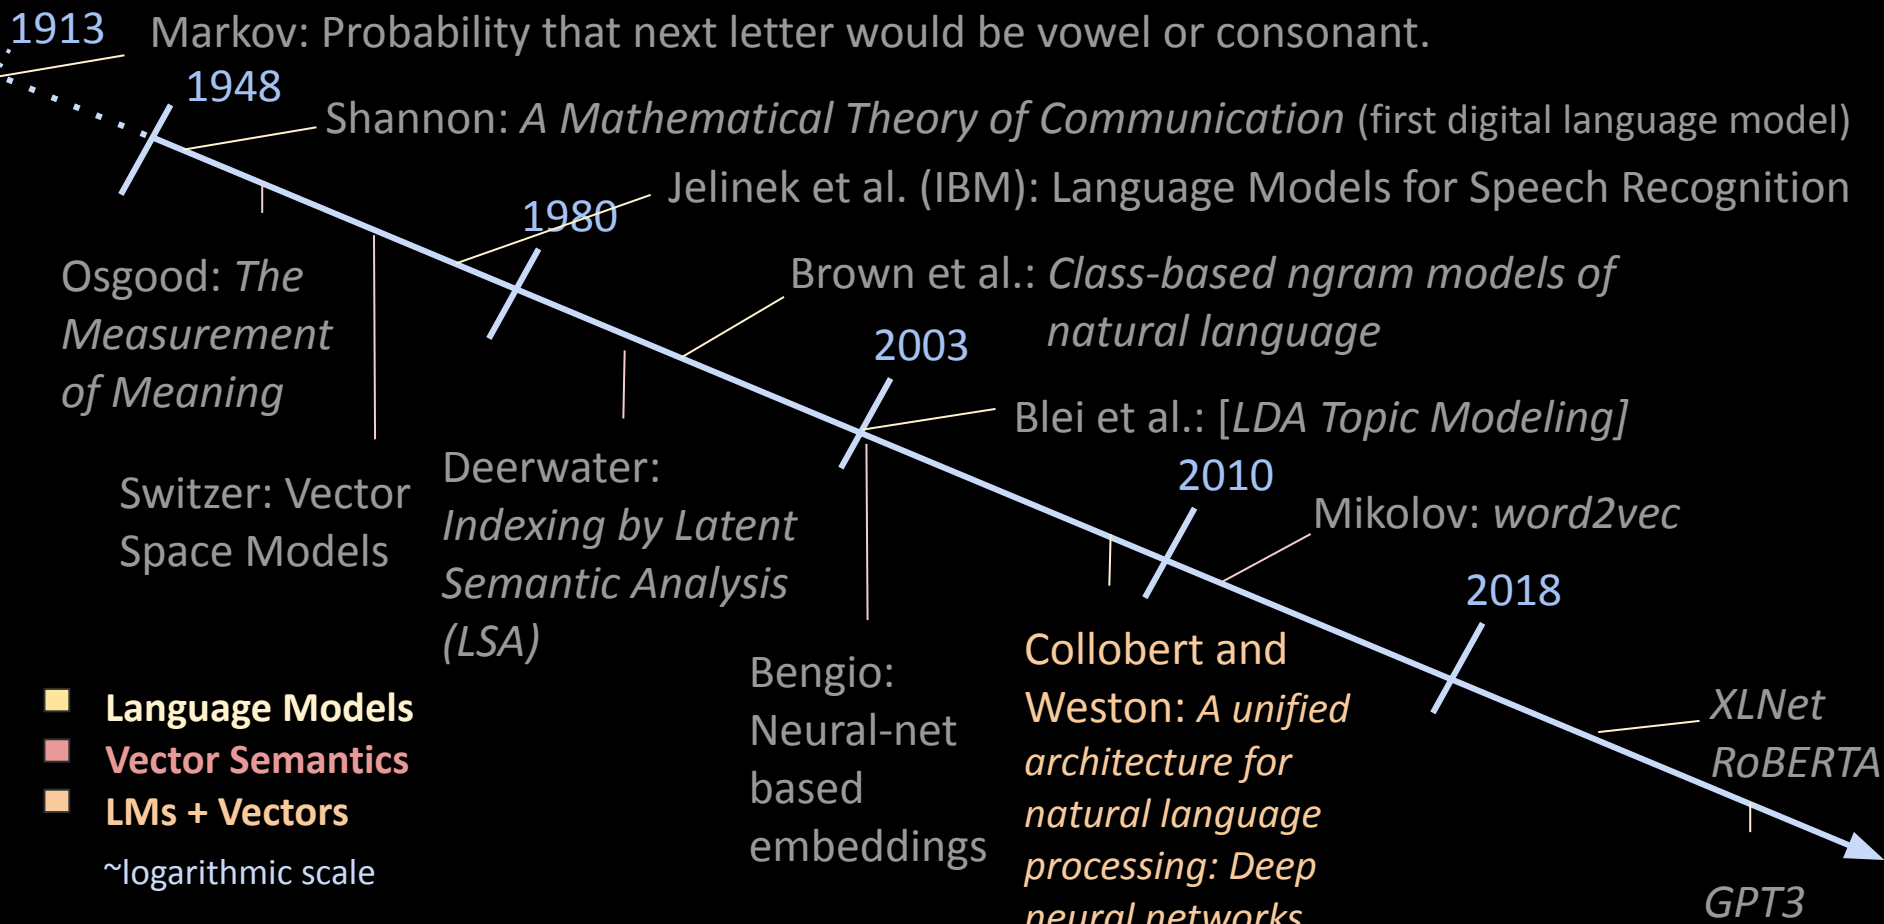 1913
Markov: Probability that next letter would be vowel or consonant.
1948
Shannon: A Mathematical Theory of Communication (first digital language model)
Jelinek et al. (IBM): Language Models for Speech Recognition
1980
Osgood: The
Measurement
of Meaning
Brown et al.: Class-based ngram models of
natural language
2003
Blei et al.: [LDA Topic Modeling]
Switzer: Vector
Space Models
Deerwater:
Indexing by Latent
Semantic Analysis
(LSA)
2010
Mikolov: word2vec
2018
Bengio:
Neural-net
based
embeddings
Collobert and
Weston: A unified
architecture for
natural language
processing: Deep
neural networks
XLNet
RoBERTA
GPT3
Language Models
Vector Semantics
LMs + Vectors
~logarithmic scale